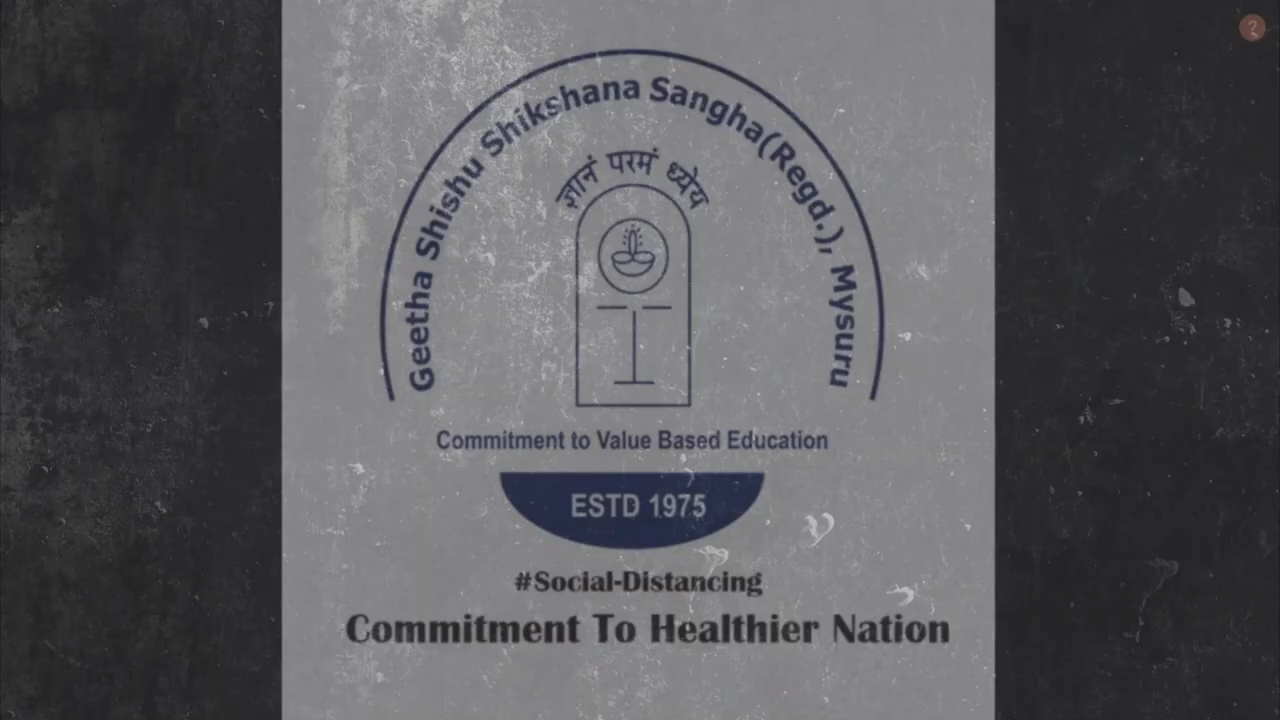 Geetha Shishu Shikshana Sangha(Regd.), Mysuru
ज्ञानं परमं ध्येय
Commitment to Value Based Education
ESTD 1975
#Social-Distancing
Commitment To Healthier Nation